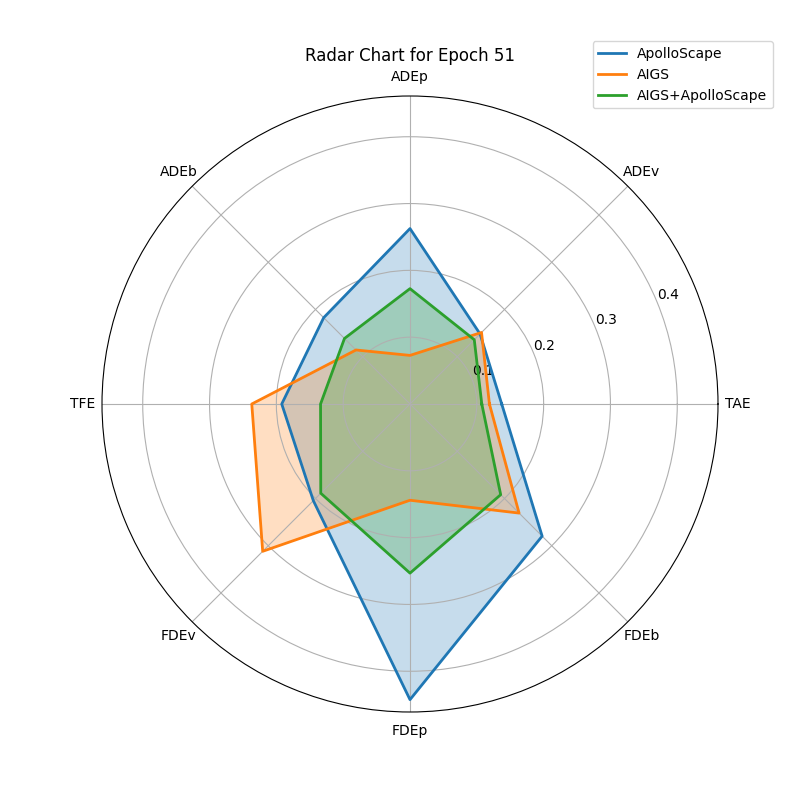 Radar Chart for Epoch 51
ApolloScape
AIGS
AIGS+ApolloScape
ADEp
ADEb
ADEv
0.4
0.3
0.2
0.1
TFE
TAE
FDEv
FDEb
FDEp